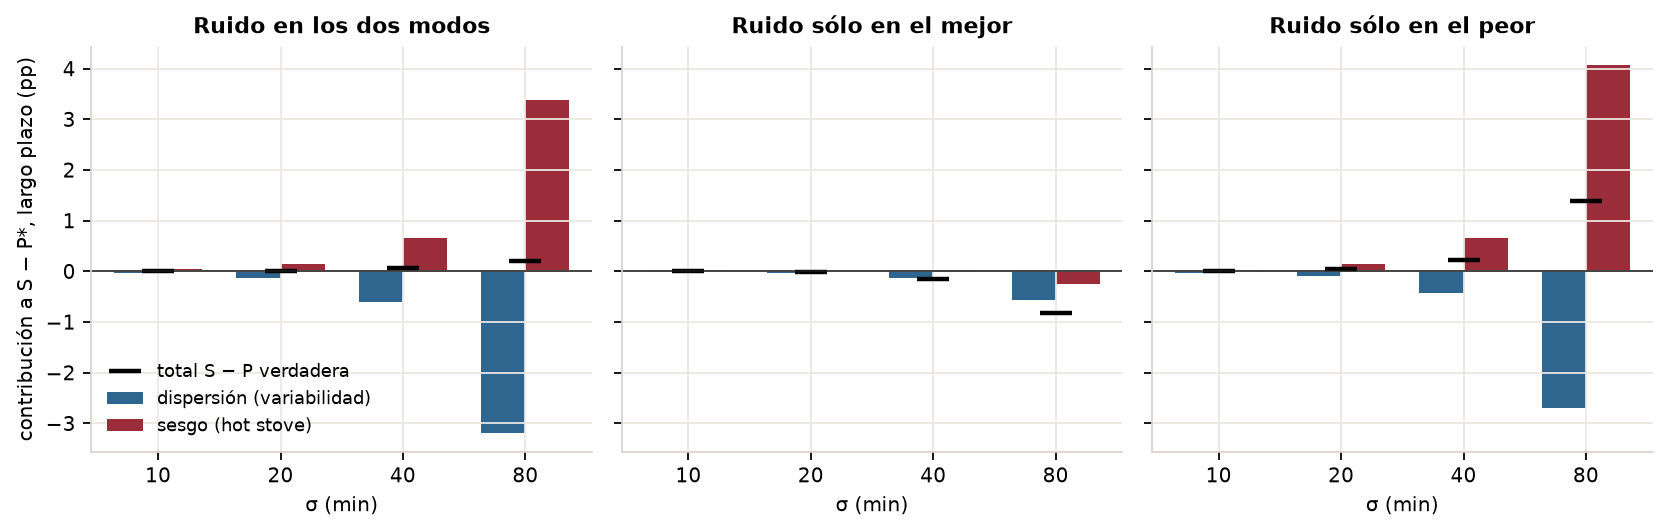 Ruido en los dos modos
Ruido sólo en el mejor
Ruido sólo en el peor
contribución a S − P*, largo plazo (pp)
4
3
2
1
0
−1
−2
−3
total S − P verdadera
dispersión (variabilidad)
sesgo (hot stove)
10 20 40 80
10 20 40 80
10 20 40 80
σ (min)
σ (min)
σ (min)